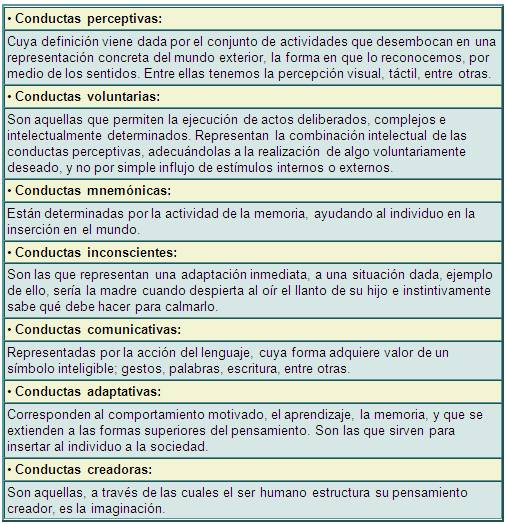 • Conductas perceptivas:
Cuya definición viene dada por el conjunto de actividades que desembocan en una
representación concreta del mundo exterior, la forma en que lo reconocemos, por
medio de los sentidos. Entre ellas tenemos la percepción visual, táctil, entre otras.
• Conductas voluntarias:
Son aquellas que permiten la ejecución de actos deliberados, complejos e
intelectualmente determinados. Representan la combinación intelectual de las
conductas perceptivas, adecuándolas a la realización de algo voluntariamente
deseado, y no por simple influjo de estímulos internos o externos.
• Conductas mnemónicas:
Están determinadas por la actividad de la memoria, ayudando al individuo en la
inserción en el mundo.
• Conductas inconscientes:
Son las que representan una adaptación inmediata, a una situación dada, ejemplo
de ello, sería la madre cuando despierta al oír el llanto de su hijo e instintivamente
sabe qué debe hacer para calmarlo.
• Conductas comunicativas:
Representadas por la acción del lenguaje, cuya forma adquiere valor de un
símbolo inteligible; gestos, palabras, escritura, entre otras.
• Conductas adaptativas:
Corresponden al comportamiento motivado, el aprendizaje, la memoria, y que se
extienden a las formas superiores del pensamiento. Son las que sirven para
insertar al individuo a la sociedad.
• Conductas creadoras:
Son aquellas, a través de las cuales el ser humano estructura su pensamiento
creador, es la imaginación.